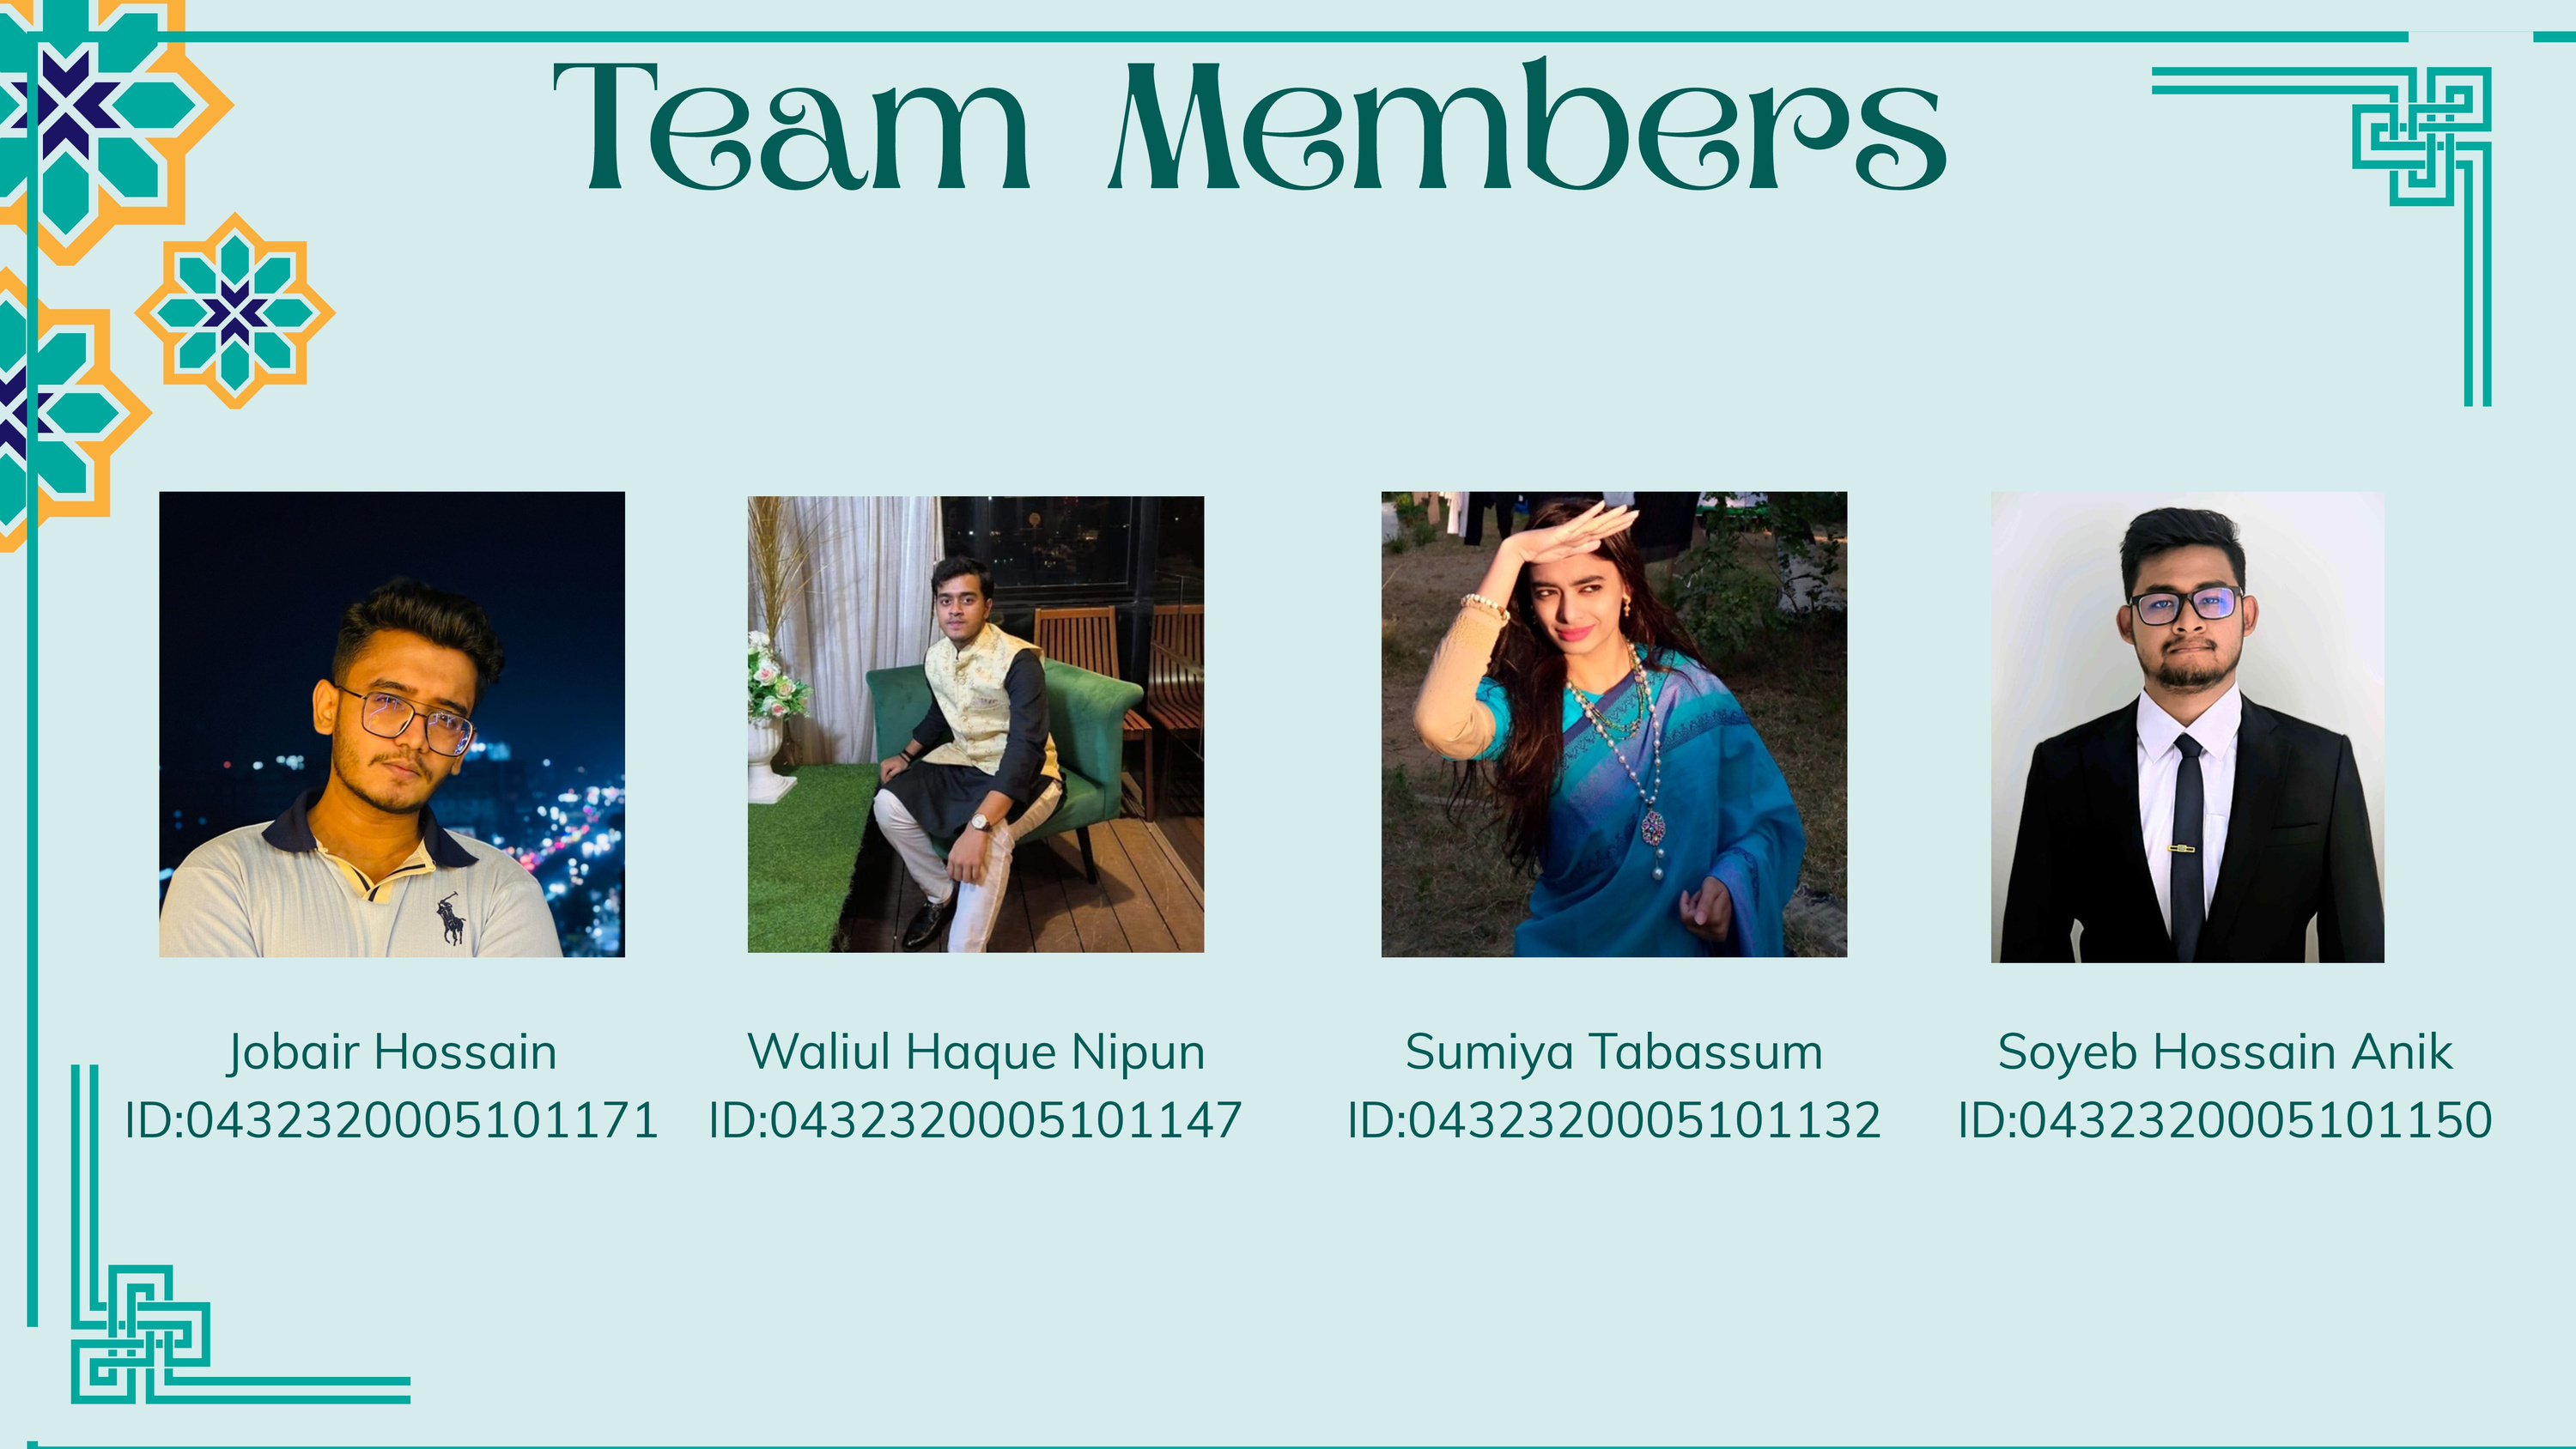 Team Members
Jobair Hossain
ID:0432320005101171
Waliul Haque Nipun
ID:0432320005101147
Sumiya Tabassum
ID:0432320005101132
Soyeb Hossain Anik
ID:0432320005101150